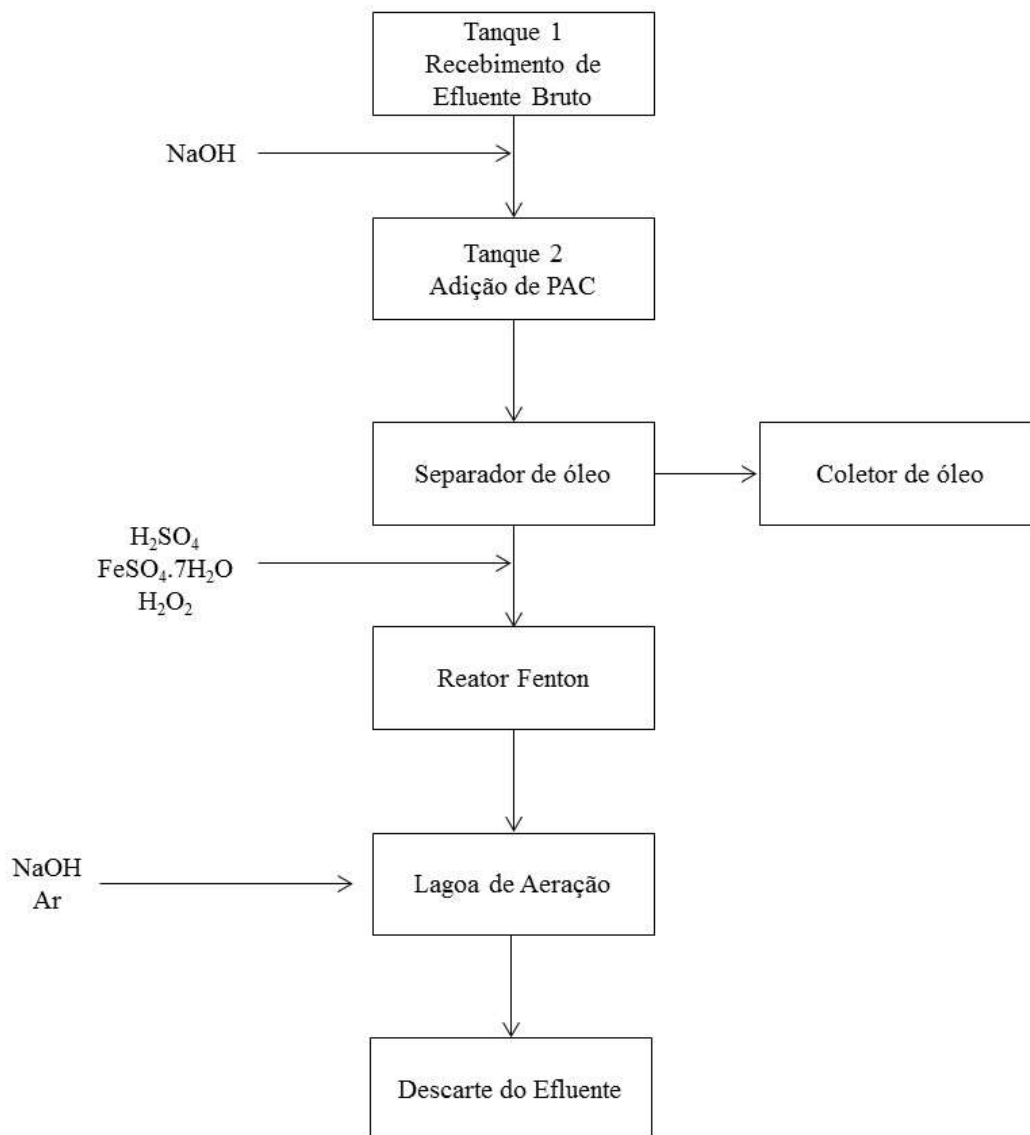 Tanque 1
Recebimento de
Efluente Bruto
NaOH
Tanque 2
Adição de PAC
Separador de óleo
Coletor de óleo
H₂SO₄
FeSO₄.7H₂O
H₂O₂
Reator Fenton
NaOH
Ar
Lagoa de Aeração
Descarte do Efluente